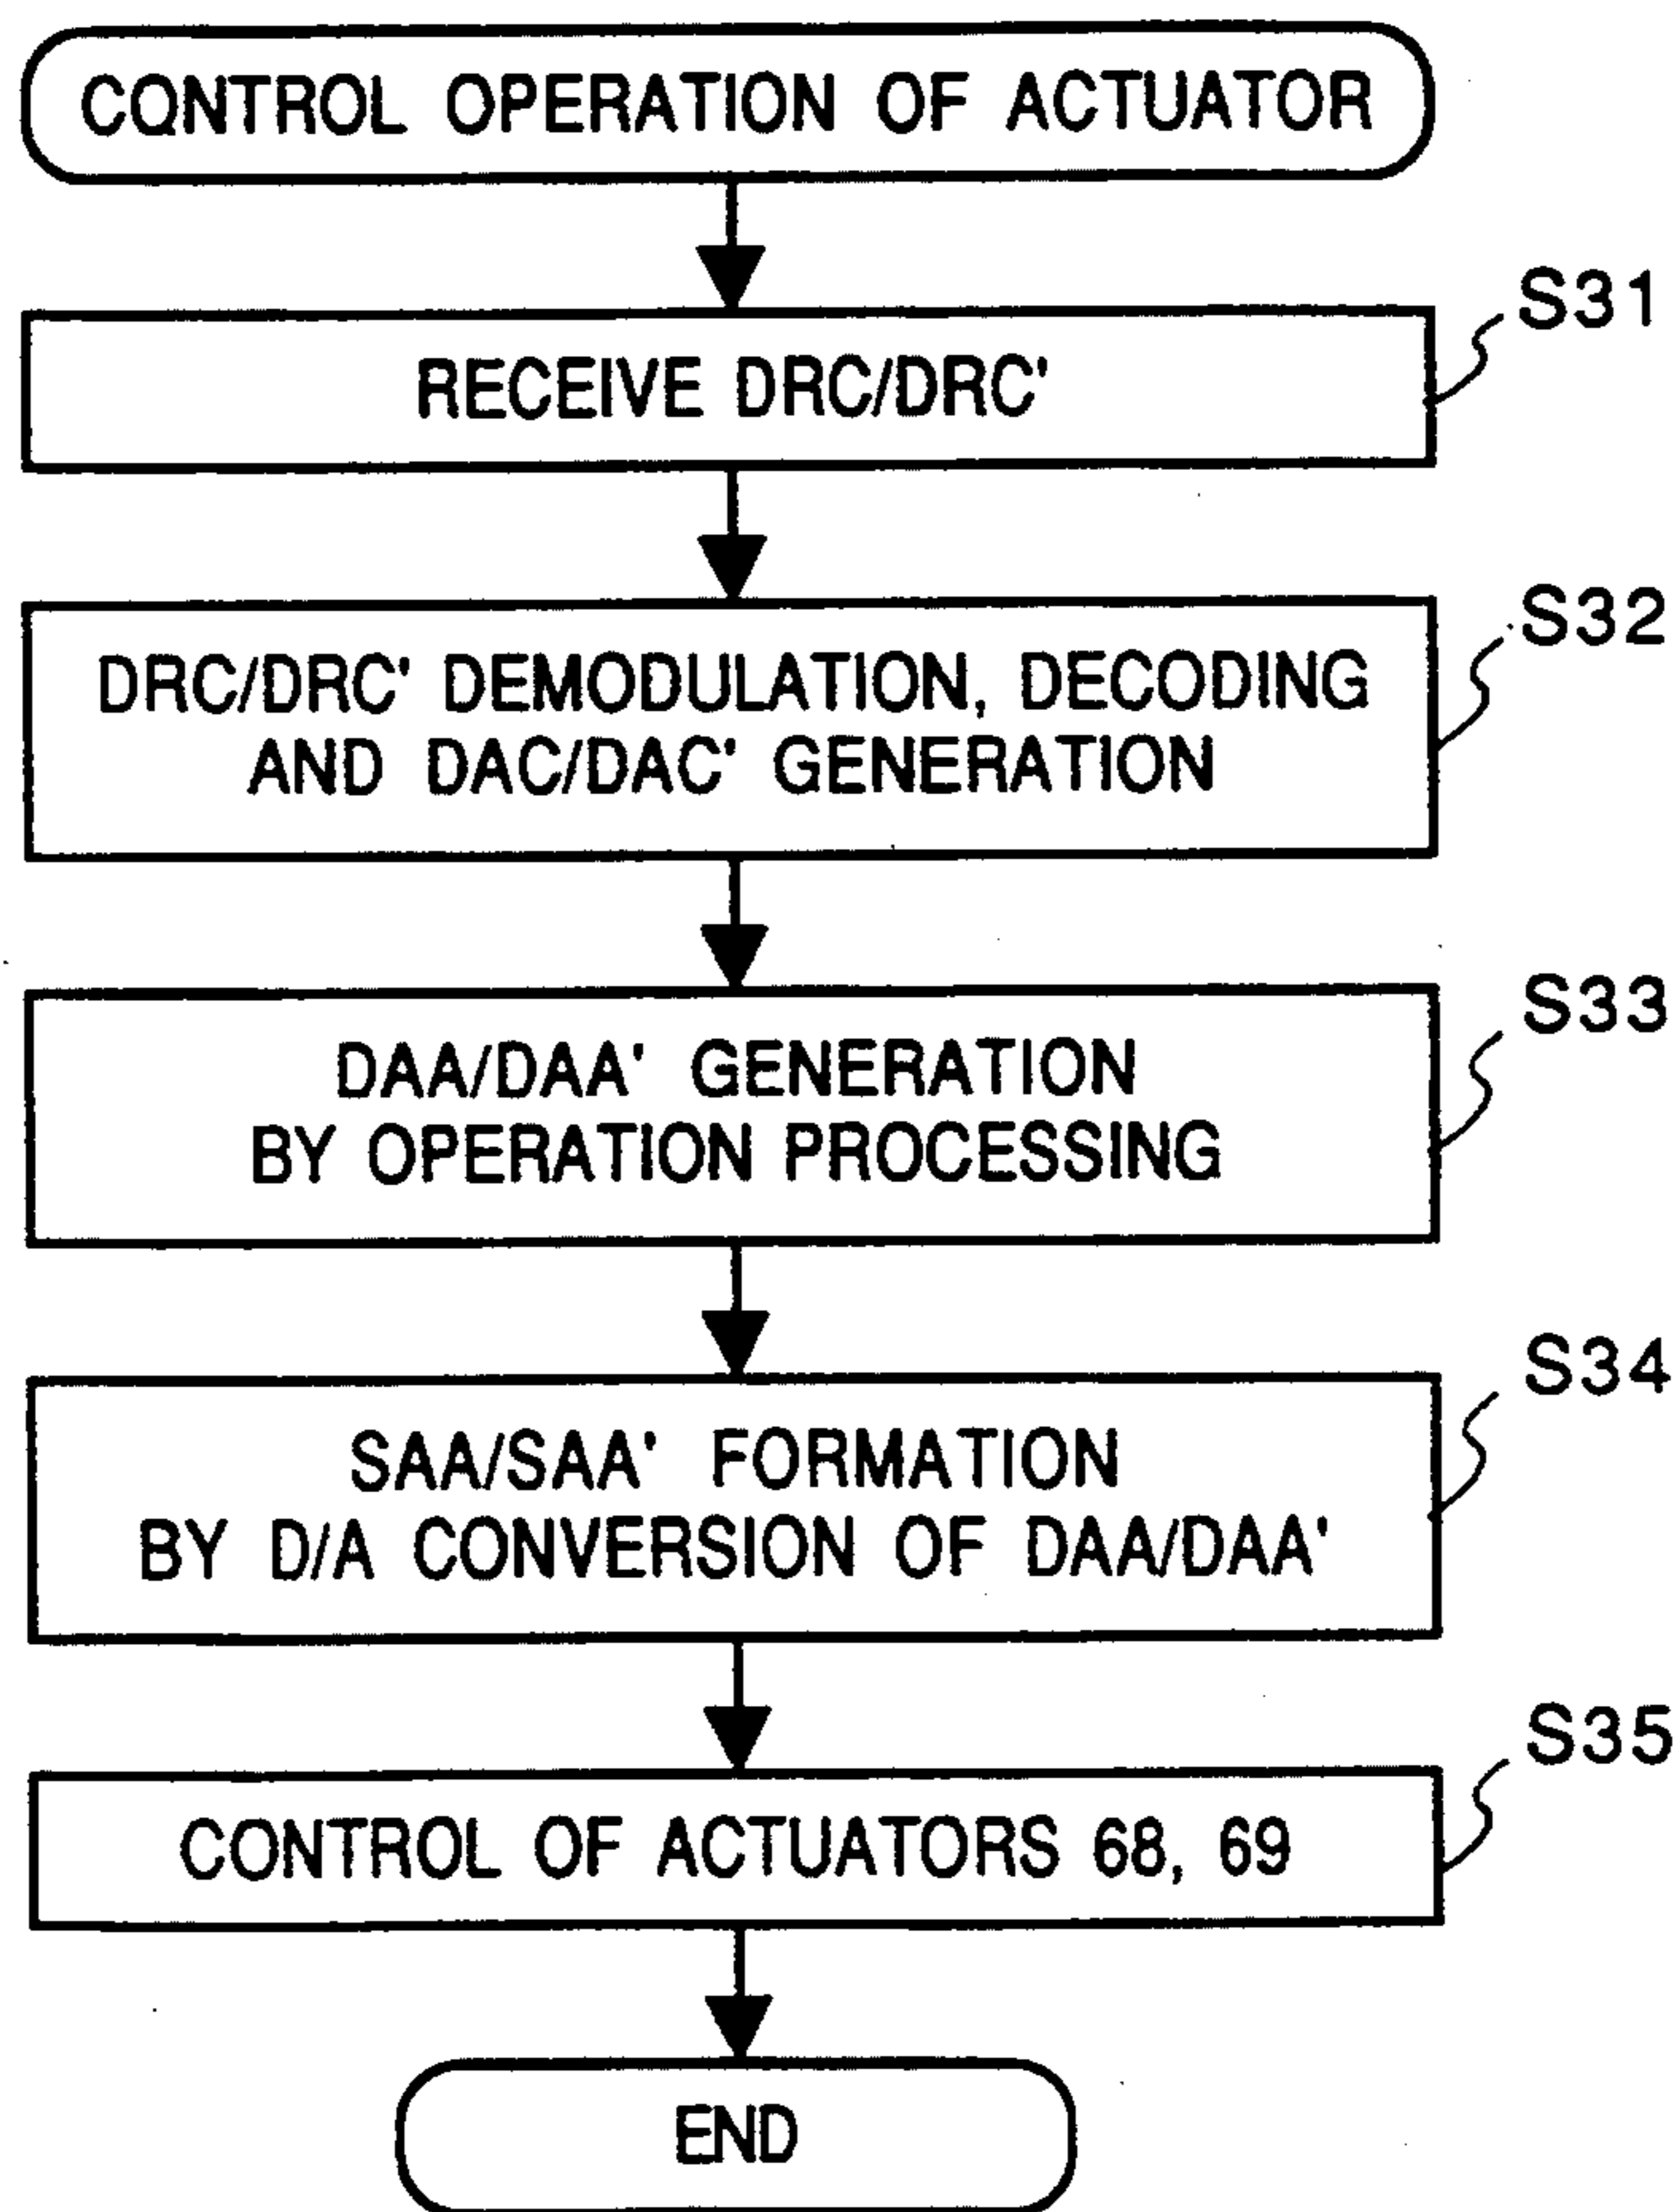 CONTROL OPERATION OF ACTUATOR
S31
RECEIVE DRC/DRC'
S32
DRC/DRC' DEMODULATION, DECODING
AND DAC/DAC' GENERATION
S33
DAA/DAA' GENERATION
BY OPERATION PROCESSING
S34
SAA/SAA' FORMATION
BY D/A CONVERSION OF DAA/DAA'
S35
CONTROL OF ACTUATORS 68, 69
END